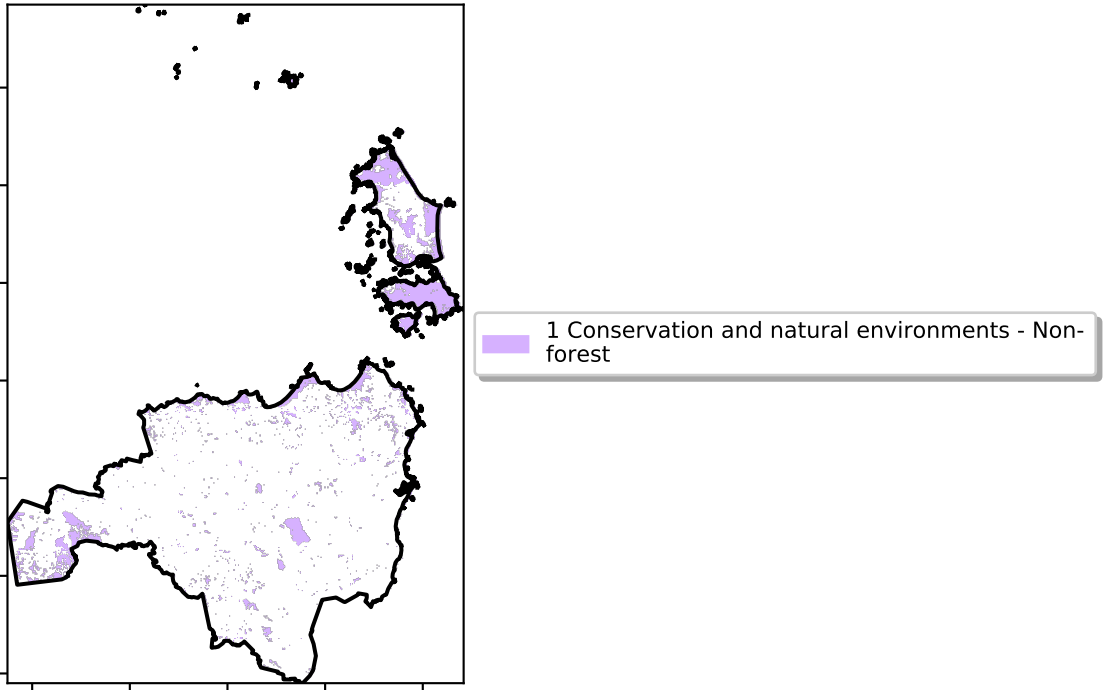 1 Conservation and natural environments - Non-
forest